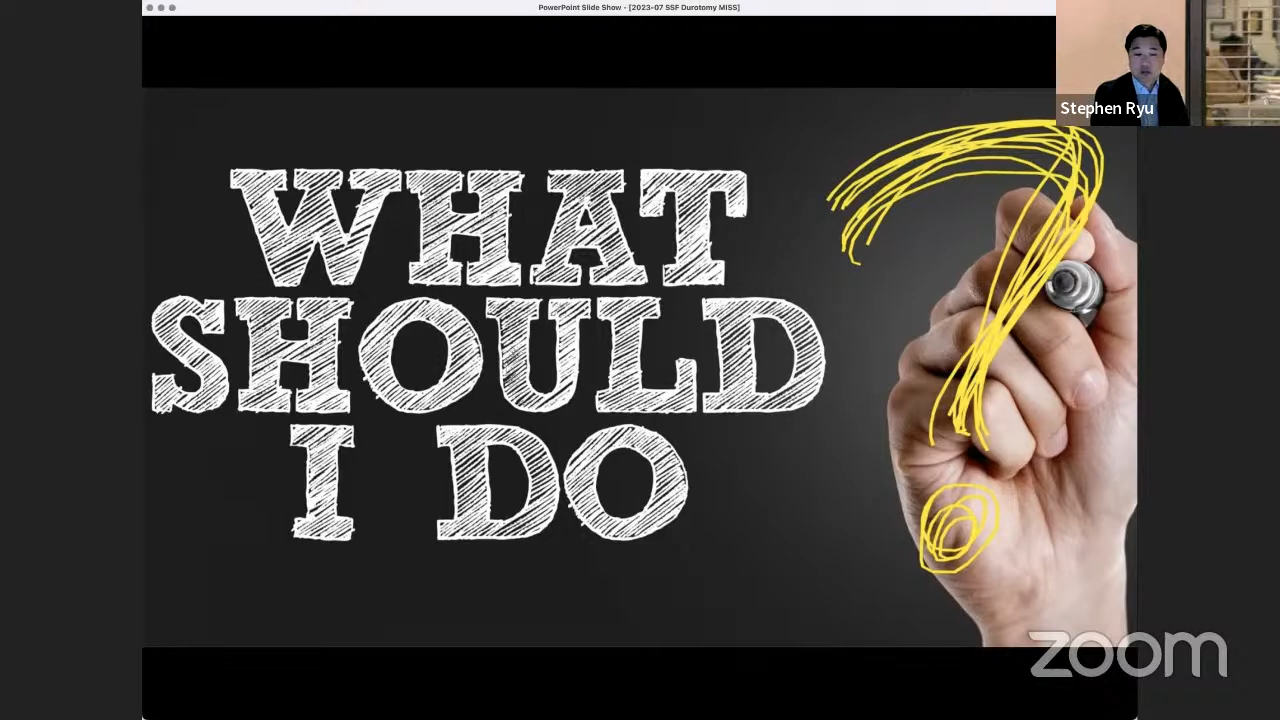 PowerPoint Slide Show - [2023-07 SSF Durotomy MISS]
Stephen Ryu
WHAT
SHOULD
I DO
?
zoom